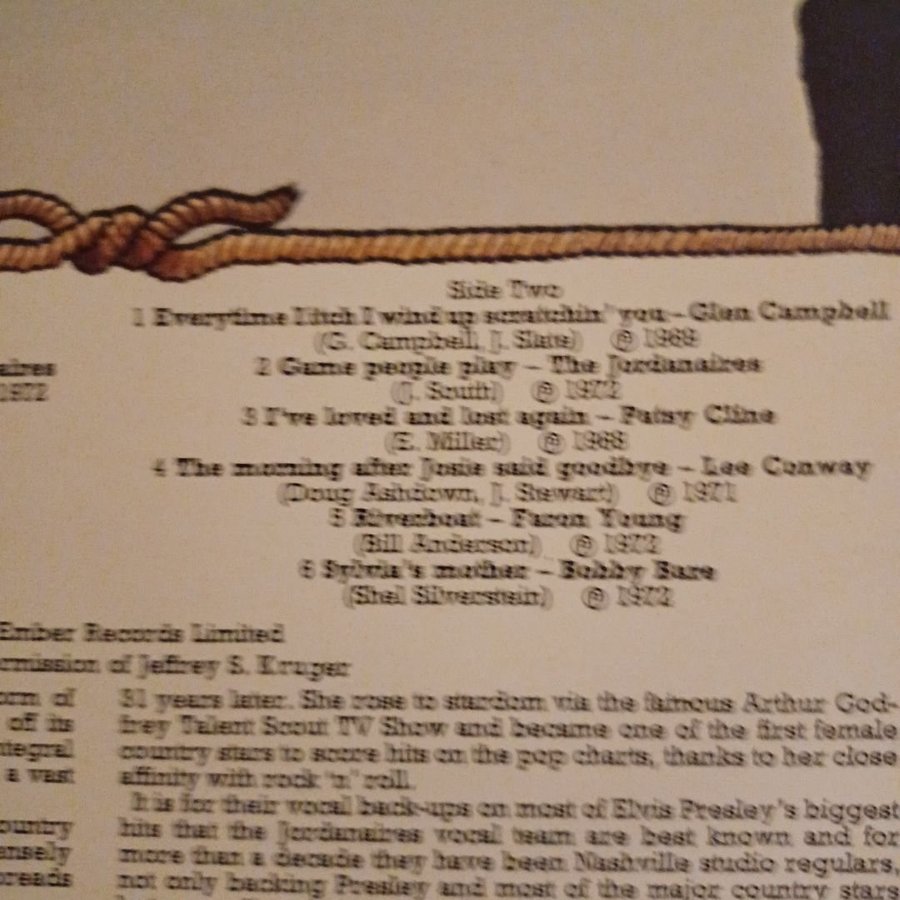 Side Two
1 Everytime I itch I wind up scratchin' you – Glen Campbell
(G. Campbell, J. Slate) ℗ 1969
aires
2 Game people play – The Jordanaires
1972
(J. South) ℗ 1972
3 I've loved and lost again – Patsy Cline
(E. Miller) ℗ 1968
4 The morning after Josie said goodbye – Lee Conway
(Doug Ashdown, J. Stewart) ℗ 1971
5 Riverboat – Faron Young
(Bill Anderson) ℗ 1972
6 Sylvia's mother – Bobby Bare
(Shel Silverstein) ℗ 1972
Ember Records Limited
rmission of Jeffrey S. Kruger
orm of
off its
ntegral
a vast
ountry
ensely
preads
31 years later. She rose to stardom via the famous Arthur God-
frey Talent Scout TV Show and became one of the first female
country stars to score hits on the pop charts, thanks to her close
affinity with rock 'n' roll.
It is for their vocal back-ups on most of Elvis Presley's biggest
hits that the Jordanaires vocal team are best known and for
more than a decade they have been Nashville studio regulars,
not only backing Presley and most of the major country stars